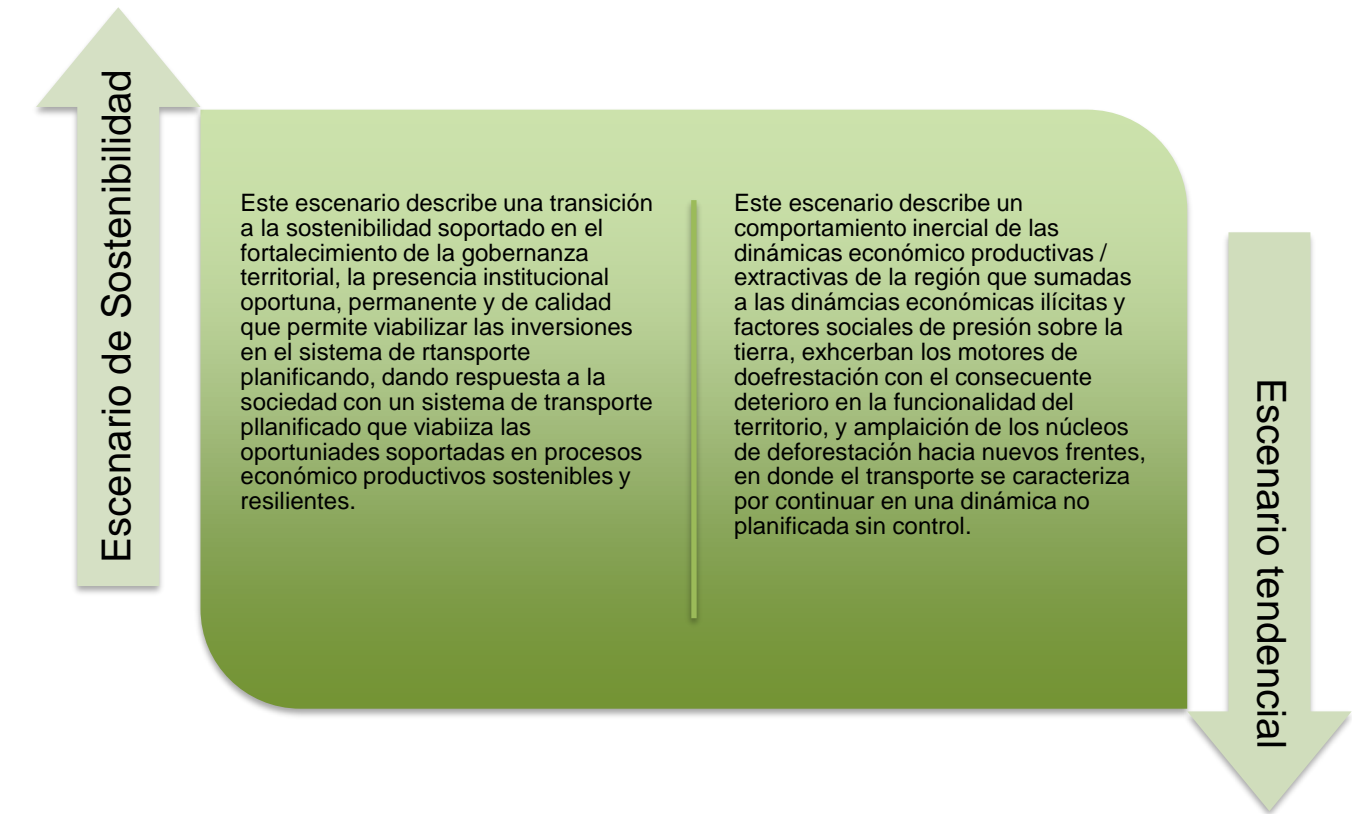 Escenario de Sostenibilidad
Este escenario describe una transición
a la sostenibilidad soportado en el
fortalecimiento de la gobernanza
territorial, la presencia institucional
oportuna, permanente y de calidad
que permite viabilizar las inversiones
en el sistema de rtansporte
planificando, dando respuesta a la
sociedad con un sistema de transporte
pllanificado que viabiiza las
oportuniades soportadas en procesos
económico productivos sostenibles y
resilientes.
Este escenario describe un
comportamiento inercial de las
dinámicas económico productivas /
extractivas de la región que sumadas
a las dinámcias económicas ilícitas y
factores sociales de presión sobre la
tierra, exhcerban los motores de
doefrestación con el consecuente
deterioro en la funcionalidad del
territorio, y amplaición de los núcleos
de deforestación hacia nuevos frentes,
en donde el transporte se caracteriza
por continuar en una dinámica no
planificada sin control.
Escenario tendencial